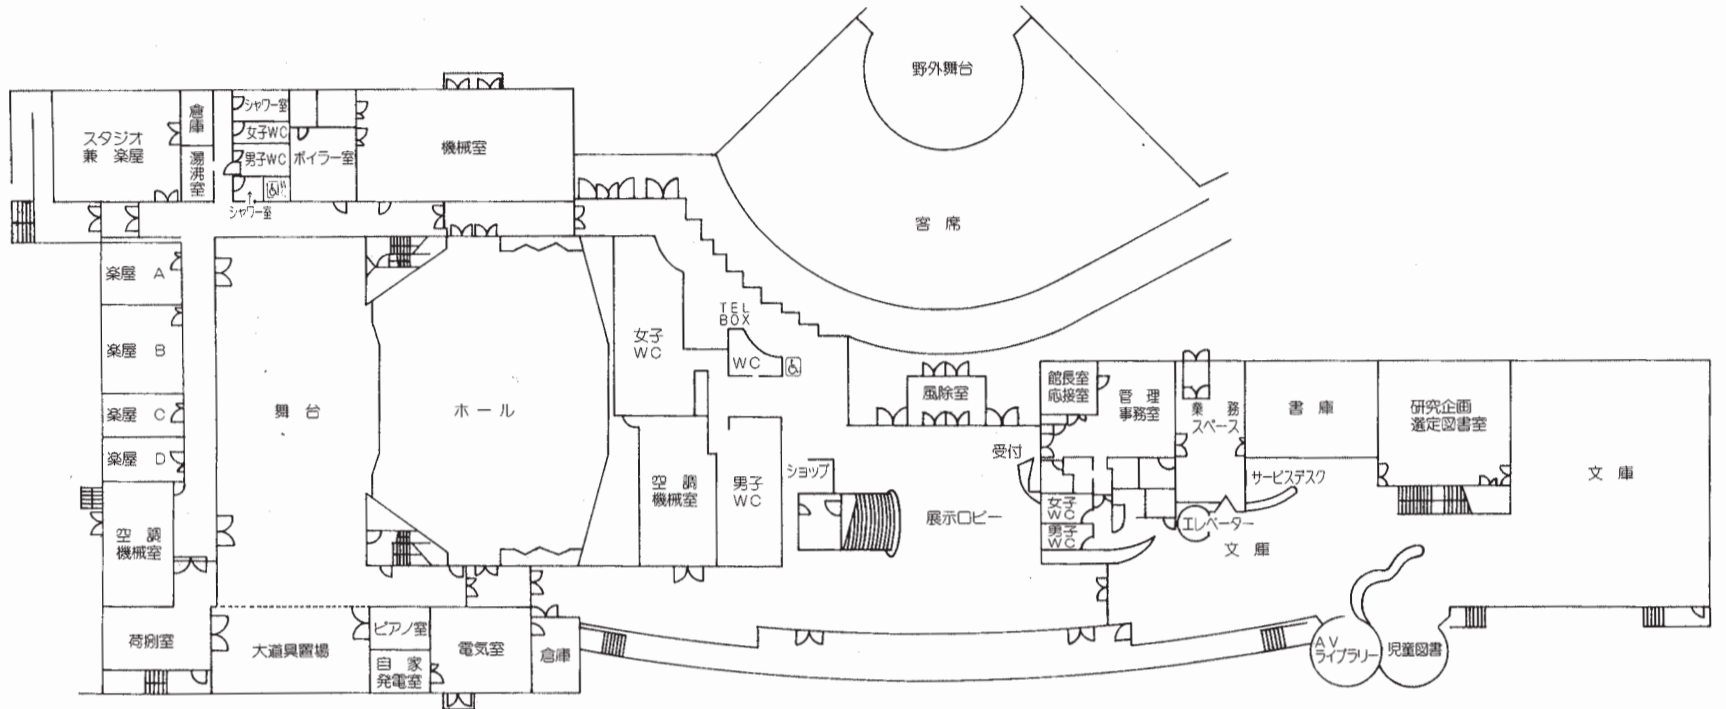 野外舞台
客席
スタジオ
兼 楽屋
倉庫
湯沸室
シャワー室
女子WC
男子WC
シャワー室
ボイラー室
機械室
楽屋 A
楽屋 B
楽屋 C
楽屋 D
空調
機械室
荷捌室
舞台
ホール
大道具置場
ピアノ室
自家
発電室
電気室
倉庫
女子
WC
TEL
BOX
WC
空調
機械室
男子
WC
ショップ
展示ロビー
受付
風除室
館長室
応接室
管理
事務室
業務
スペース
書庫
研究企画
選定図書室
文庫
サービスデスク
女子
WC
男子
WC
エレベーター
文庫
AV
ライブラリー
児童図書